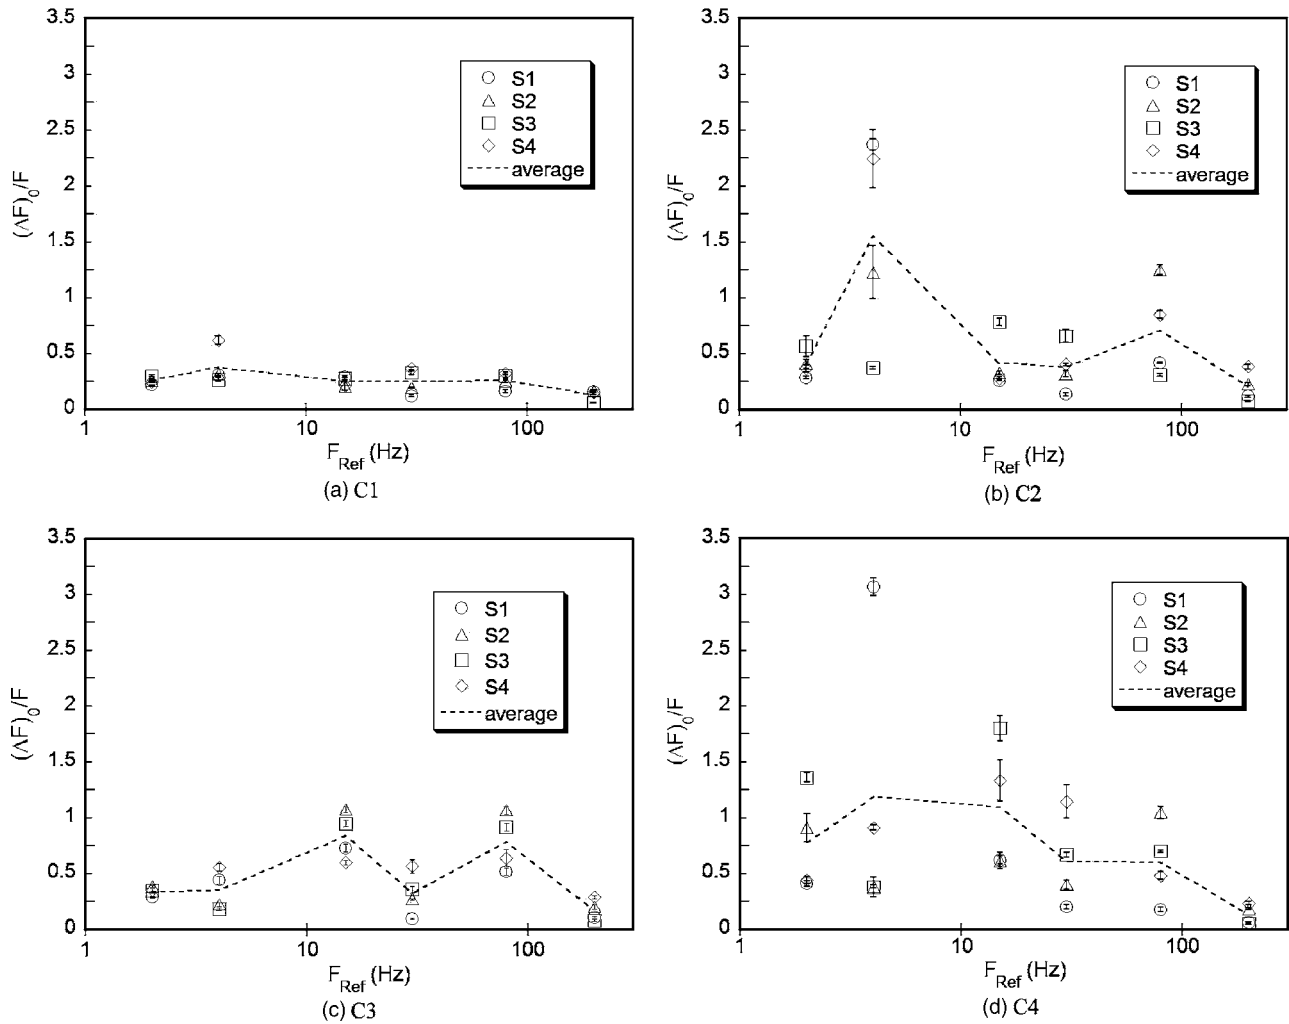 3.5
3
2.5
2
1.5
1
0.5
0
(ΛF)0/F
S1
S2
S3
S4
average
1
10
100
FRef (Hz)
(a) C1
3.5
3
2.5
2
1.5
1
0.5
0
(ΛF)0/F
S1
S2
S3
S4
average
1
10
100
FRef (Hz)
(b) C2
3.5
3
2.5
2
1.5
1
0.5
0
(ΛF)0/F
S1
S2
S3
S4
average
1
10
100
FRef (Hz)
(c) C3
3.5
3
2.5
2
1.5
1
0.5
0
(ΛF)0/F
S1
S2
S3
S4
average
1
10
100
FRef (Hz)
(d) C4